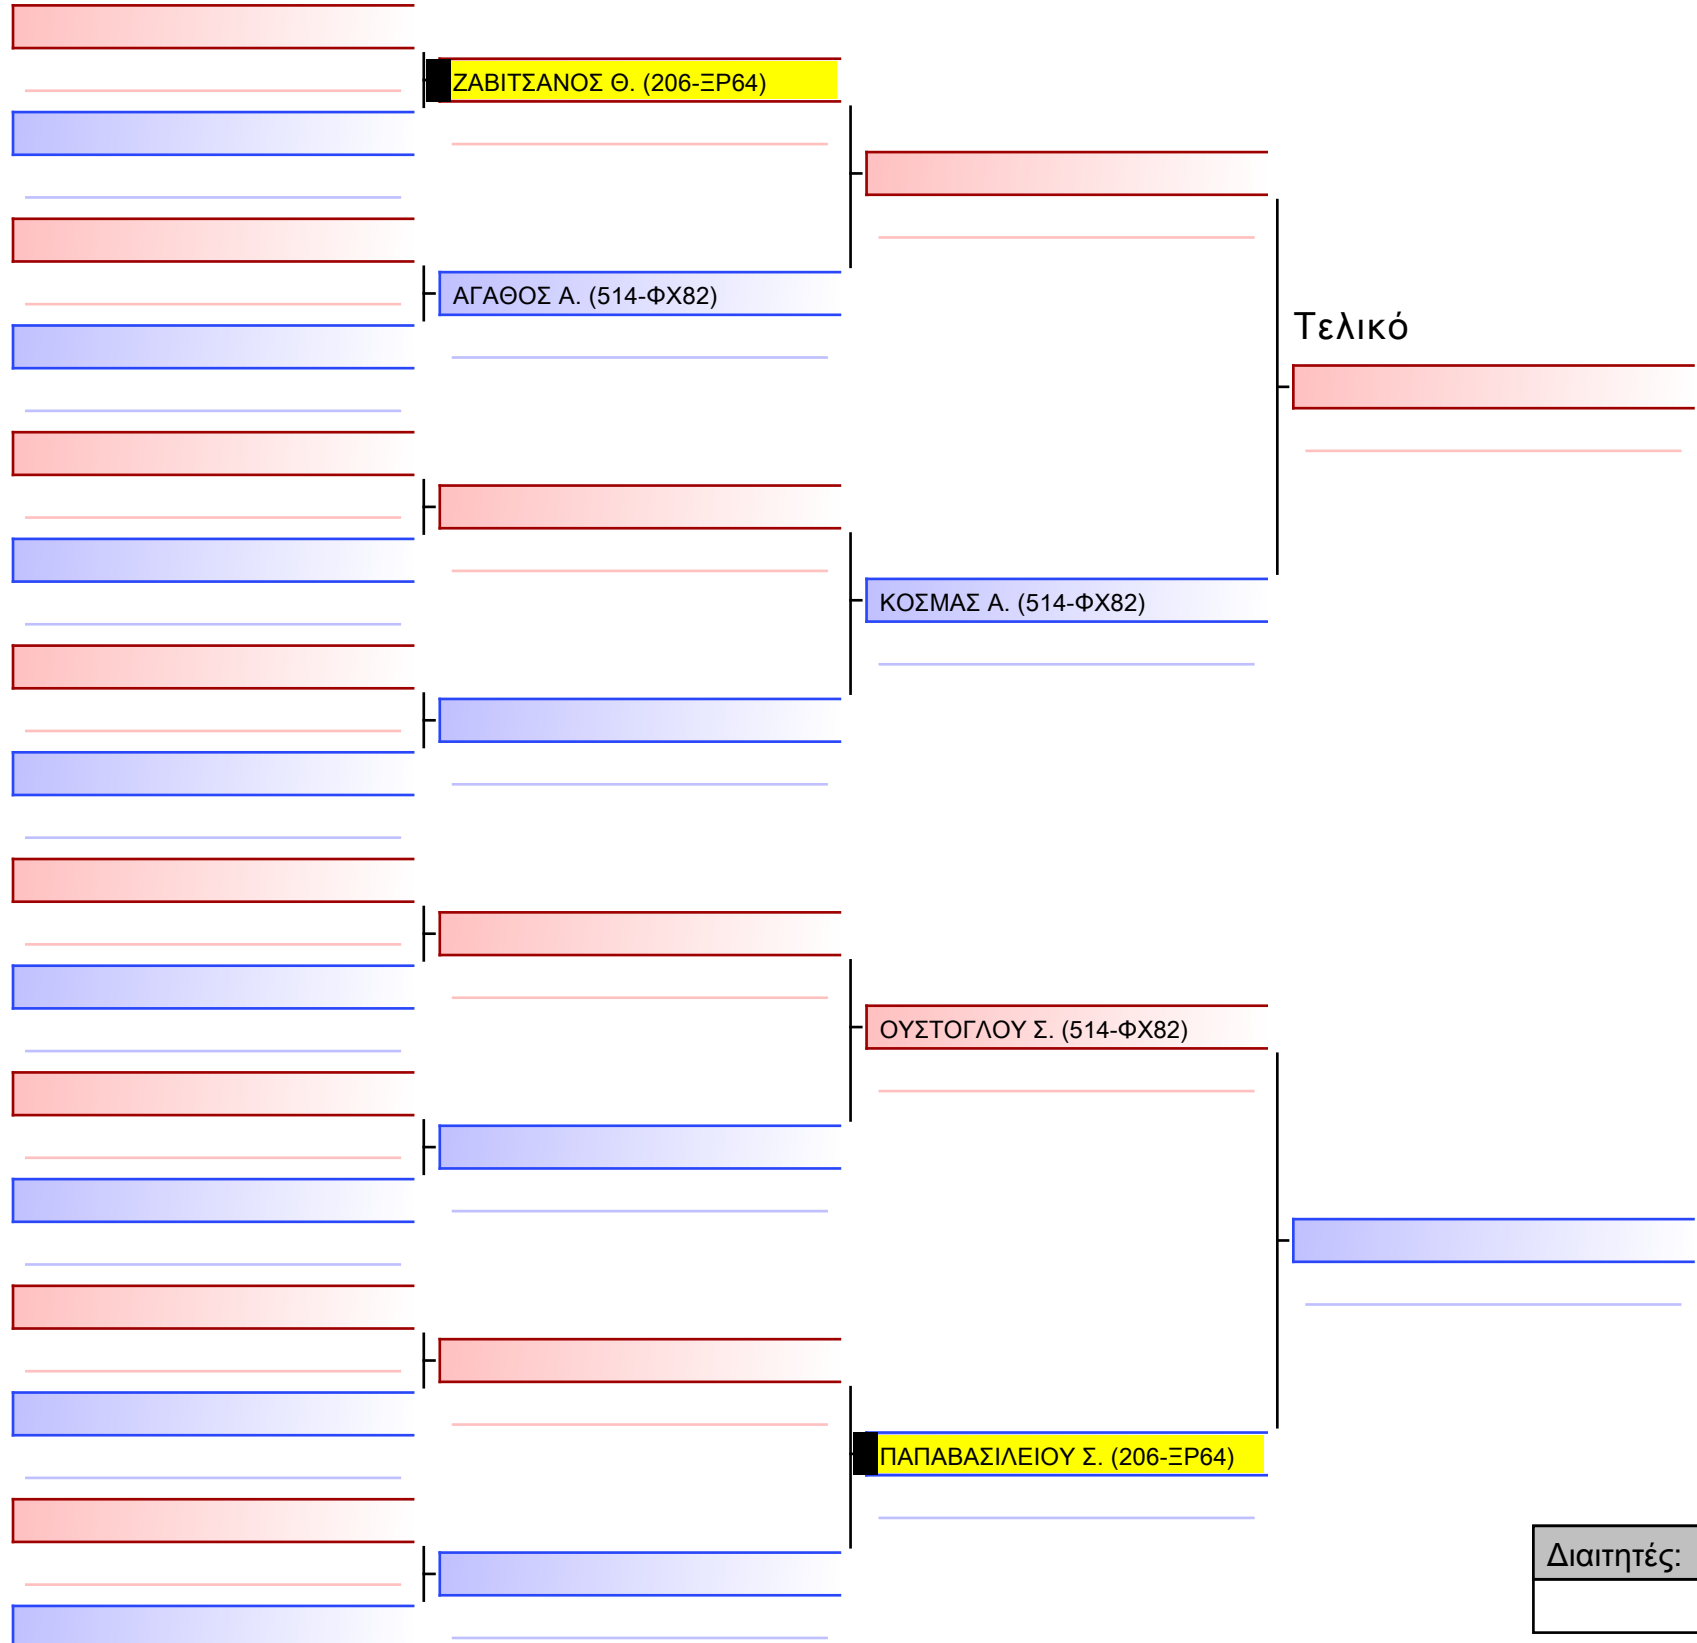 ΖΑΒΙΤΣΑΝΟΣ Θ. (206-ΞΡ64)
ΑΓΑΘΟΣ Α. (514-ΦΧ82)
Τελικό
ΚΟΣΜΑΣ Α. (514-ΦΧ82)
ΟΥΣΤΟΓΛΟΥ Σ. (514-ΦΧ82)
ΠΑΠΑΒΑΣΙΛΕΙΟΥ Σ. (206-ΞΡ64)
Διαιτητές: